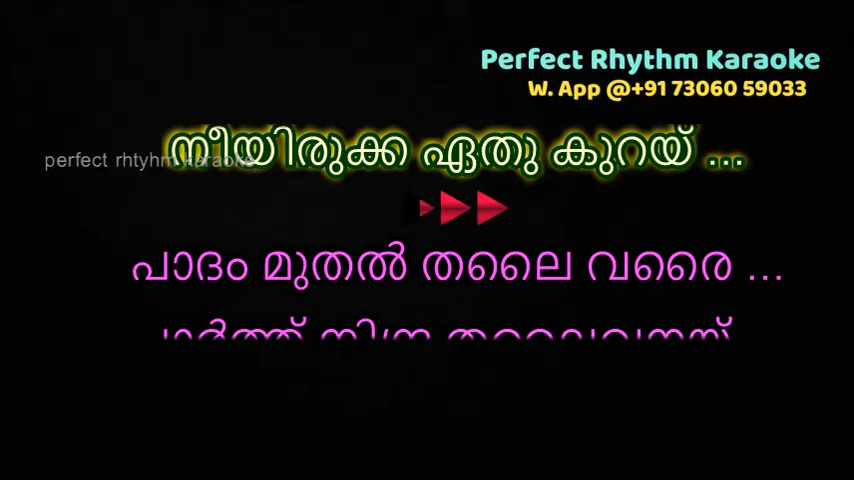 Perfect Rhythm Karaoke
W. App @+91 73060 59033
നീയിരുക്ക ഏതു കുറയ് ...
perfect rhtyhm karaoke
പാദം മുതൽ തലൈ വരൈ ...